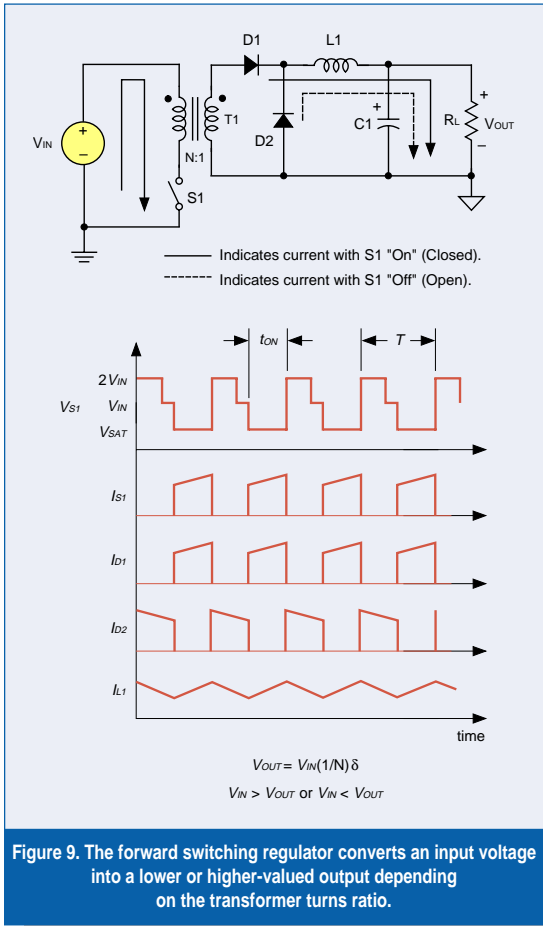 D1
L1
T1
D2
C1
RL
VOUT
+
−
VIN
+
−
N:1
S1
+
Indicates current with S1 "On" (Closed).
Indicates current with S1 "Off" (Open).
tON
T
2VIN
VS1
VIN
VSAT
IS1
ID1
ID2
IL1
time
VOUT = VIN(1/N) δ
VIN > VOUT or VIN < VOUT
Figure 9. The forward switching regulator converts an input voltage
into a lower or higher-valued output depending
on the transformer turns ratio.